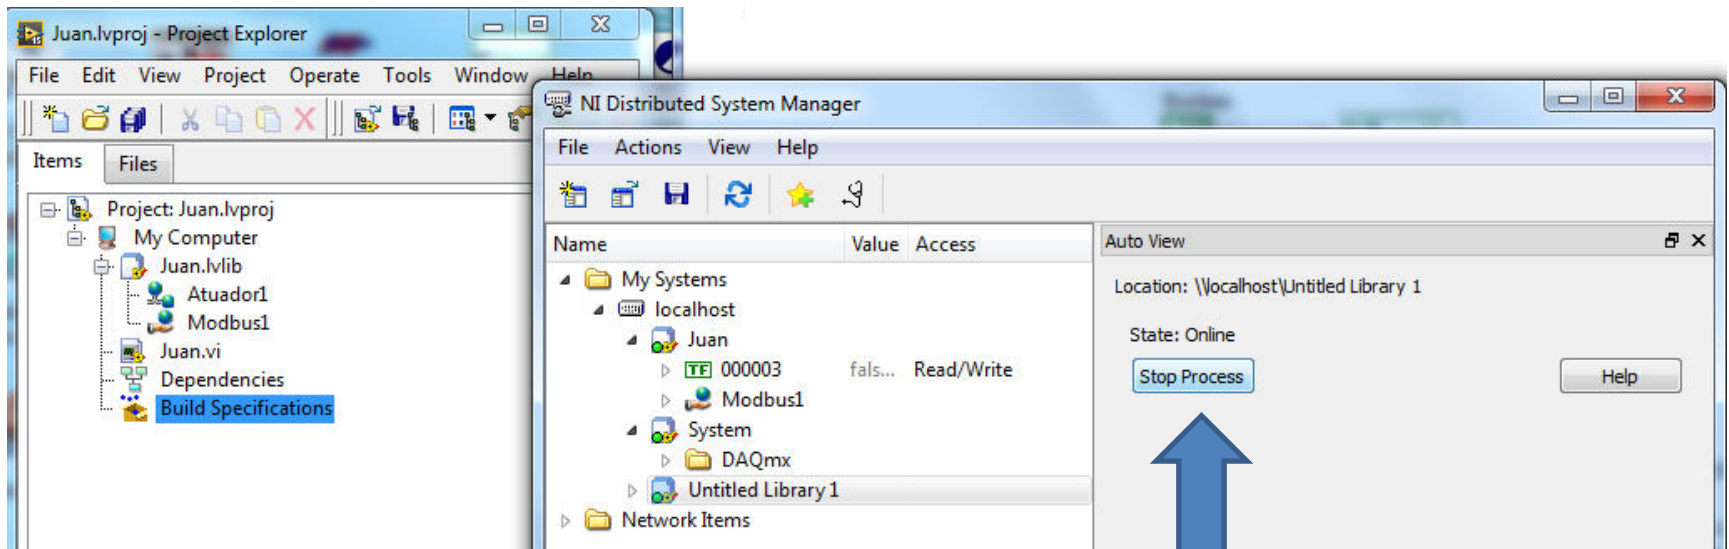 Juan.lvproj - Project Explorer
File Edit View Project Operate Tools Window Help
Items Files
Project: Juan.lvproj
My Computer
Juan.lvlib
Atuador1
Modbus1
Juan.vi
Dependencies
Build Specifications
NI Distributed System Manager
File Actions View Help
Name Value Access
My Systems
localhost
Juan
TF 000003 fals... Read/Write
Modbus1
System
DAQmx
Untitled Library 1
Network Items
Auto View
Location: \\localhost\Untitled Library 1
State: Online
Stop Process Help